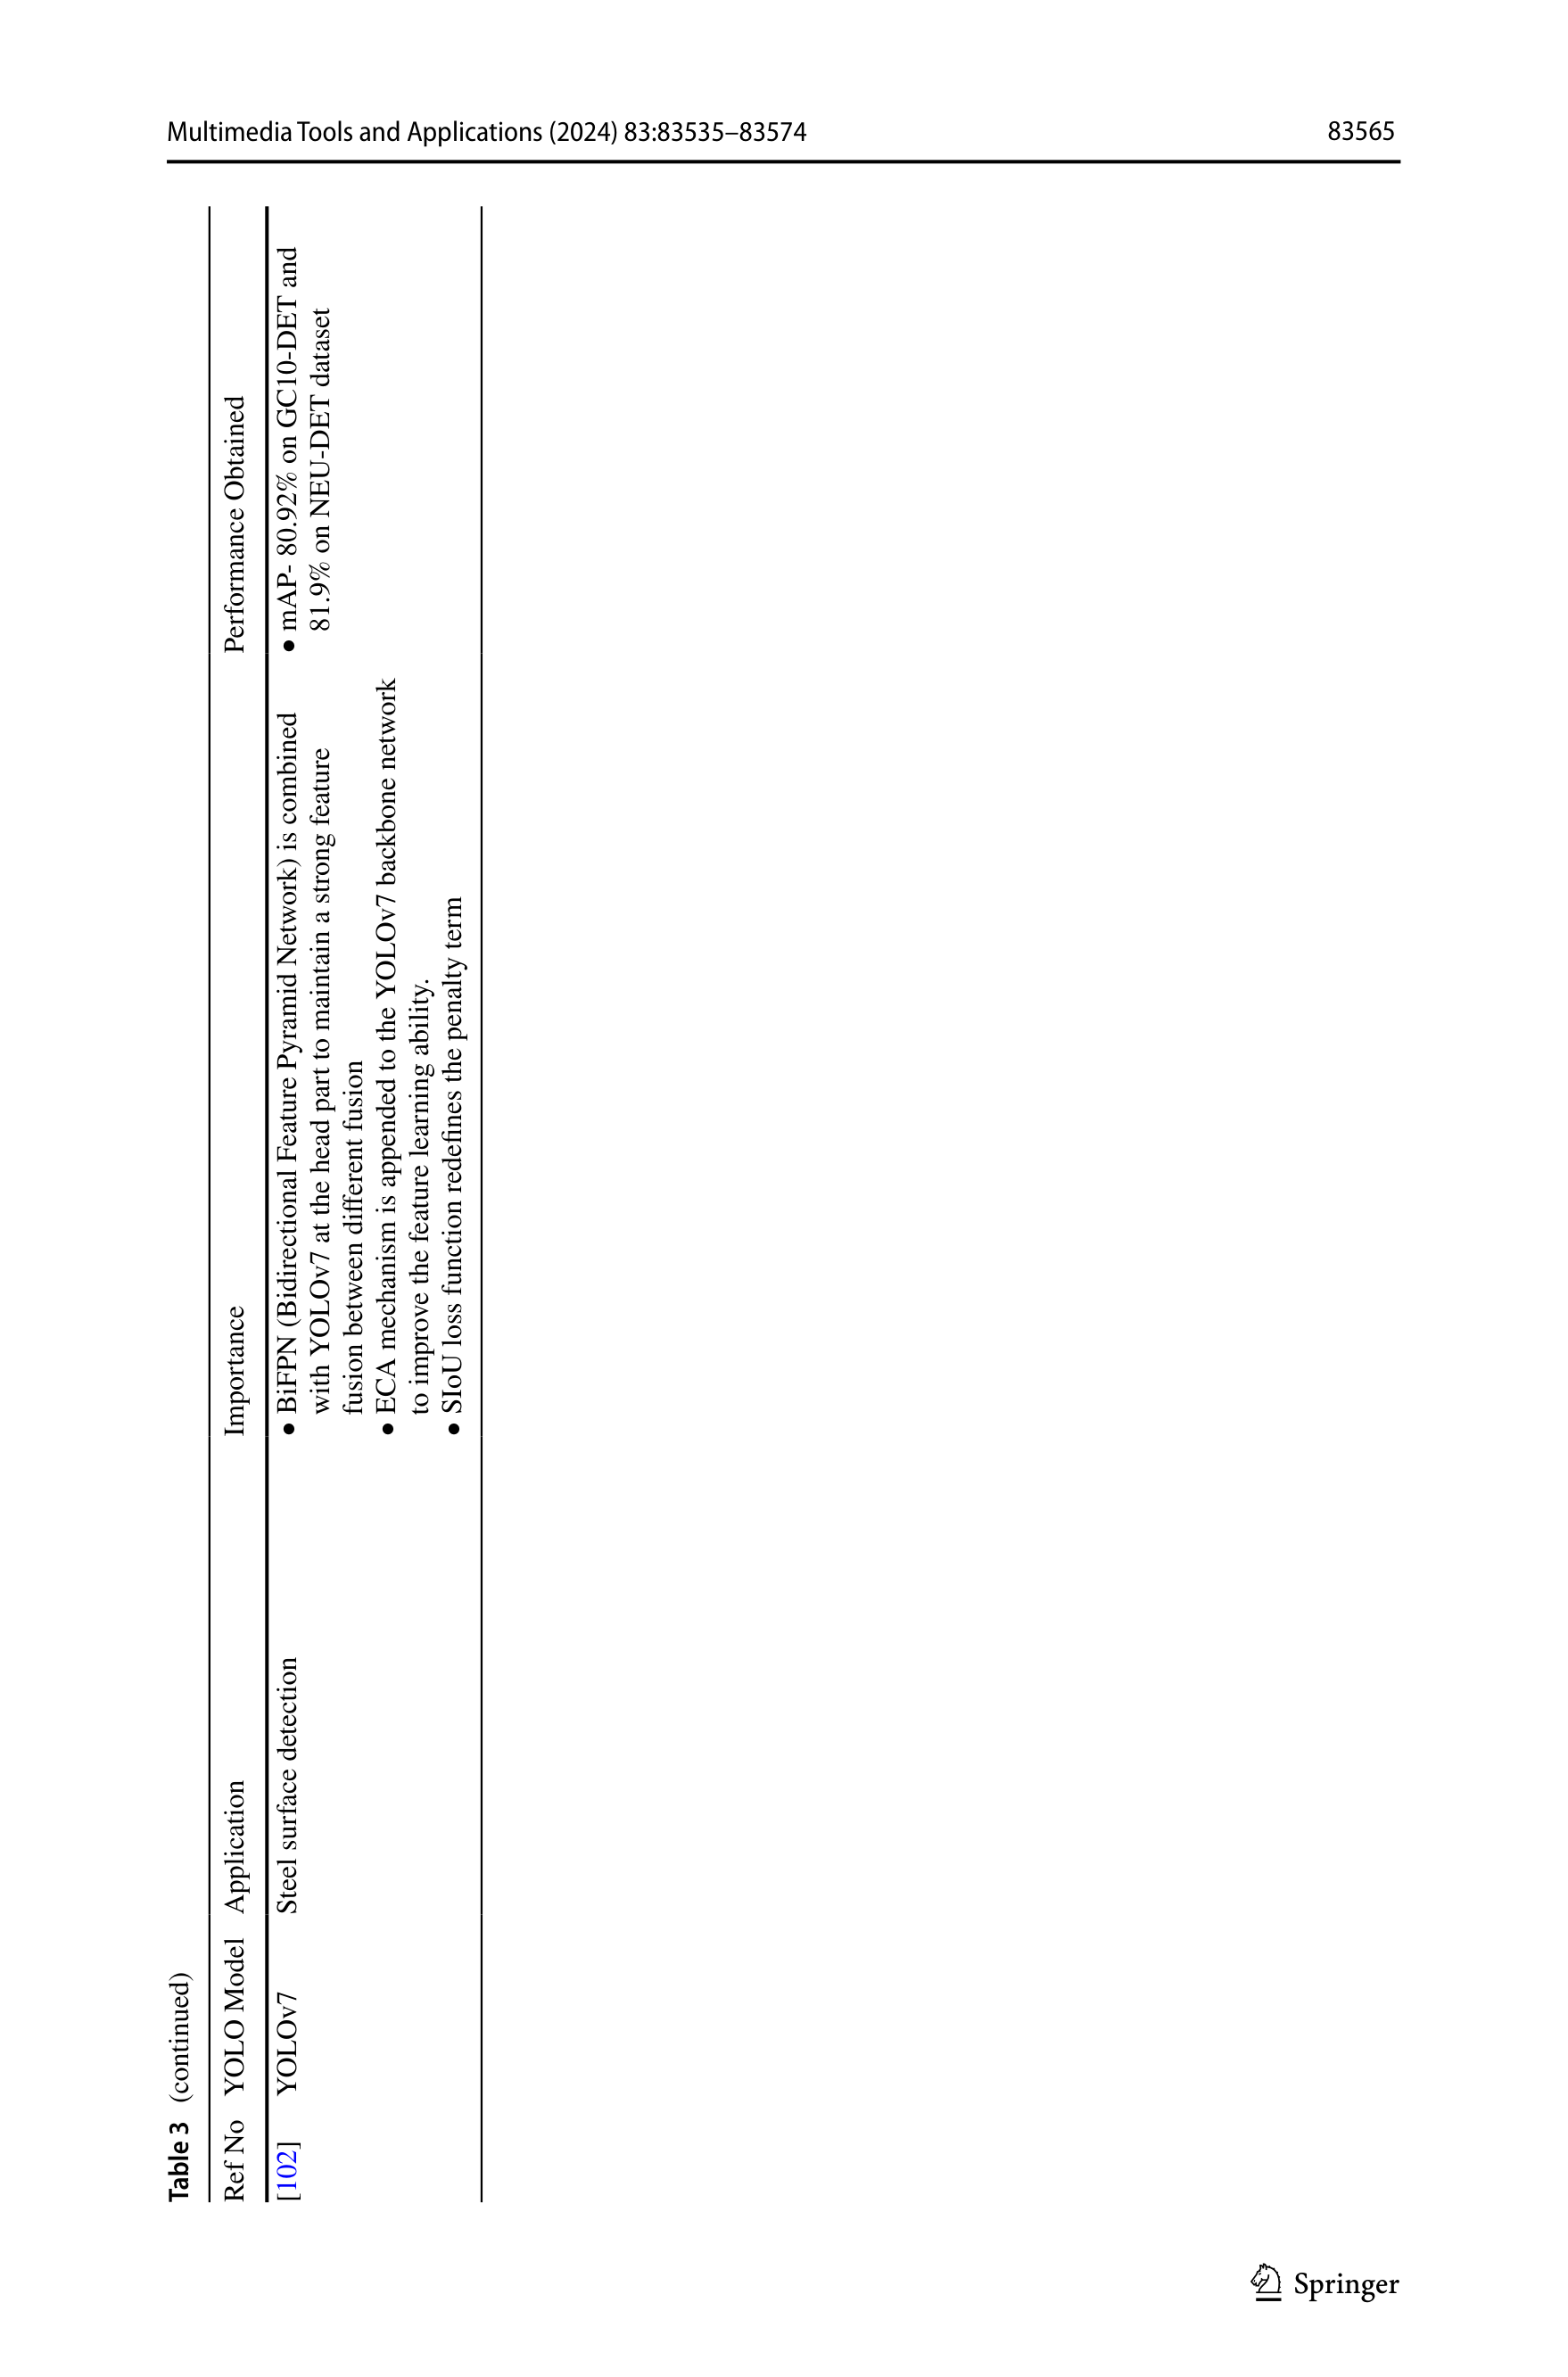 Multimedia Tools and Applications (2024) 83:83535–83574 83565
Table 3 (continued)
Ref No YOLO Model Application Importance Performance Obtained
[102] YOLOv7 Steel surface detection • BiFPN (Bidirectional Feature Pyramid Network) is combined • mAP- 80.92% on GC10-DET and
with YOLOv7 at the head part to maintain a strong feature 81.9% on NEU-DET dataset
fusion between different fusion
• ECA mechanism is appended to the YOLOv7 backbone network
to improve the feature learning ability.
• SIoU loss function redefines the penalty term
Springer